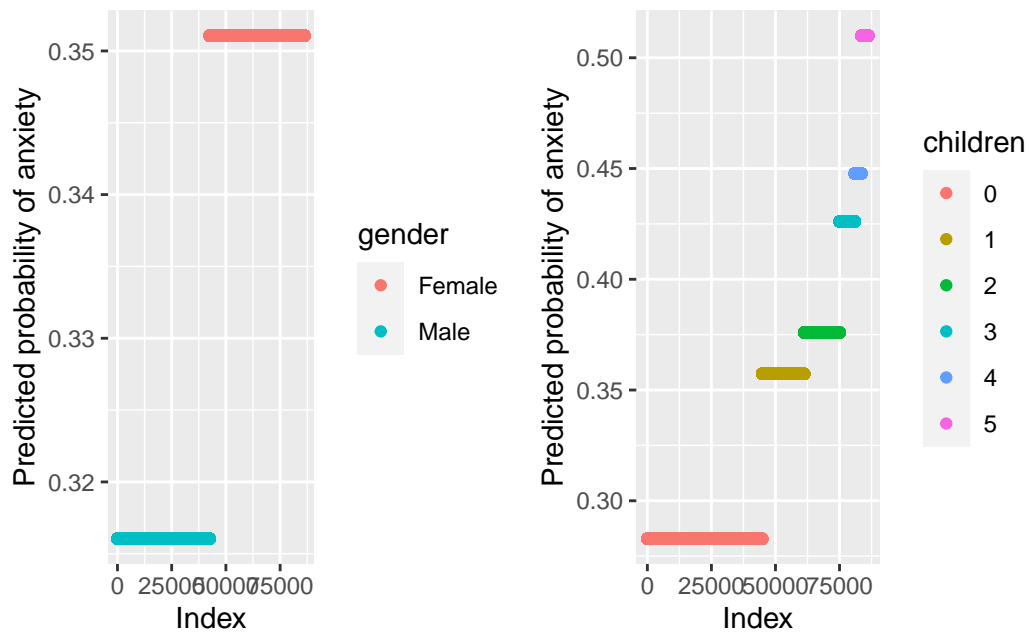 Predicted probability of anxiety
0.35
0.34
0.33
0.32
0 25000 50000 75000
Index
gender
Female
Male
Predicted probability of anxiety
0.50
0.45
0.40
0.35
0.30
0 25000 50000 75000
Index
children
0
1
2
3
4
5